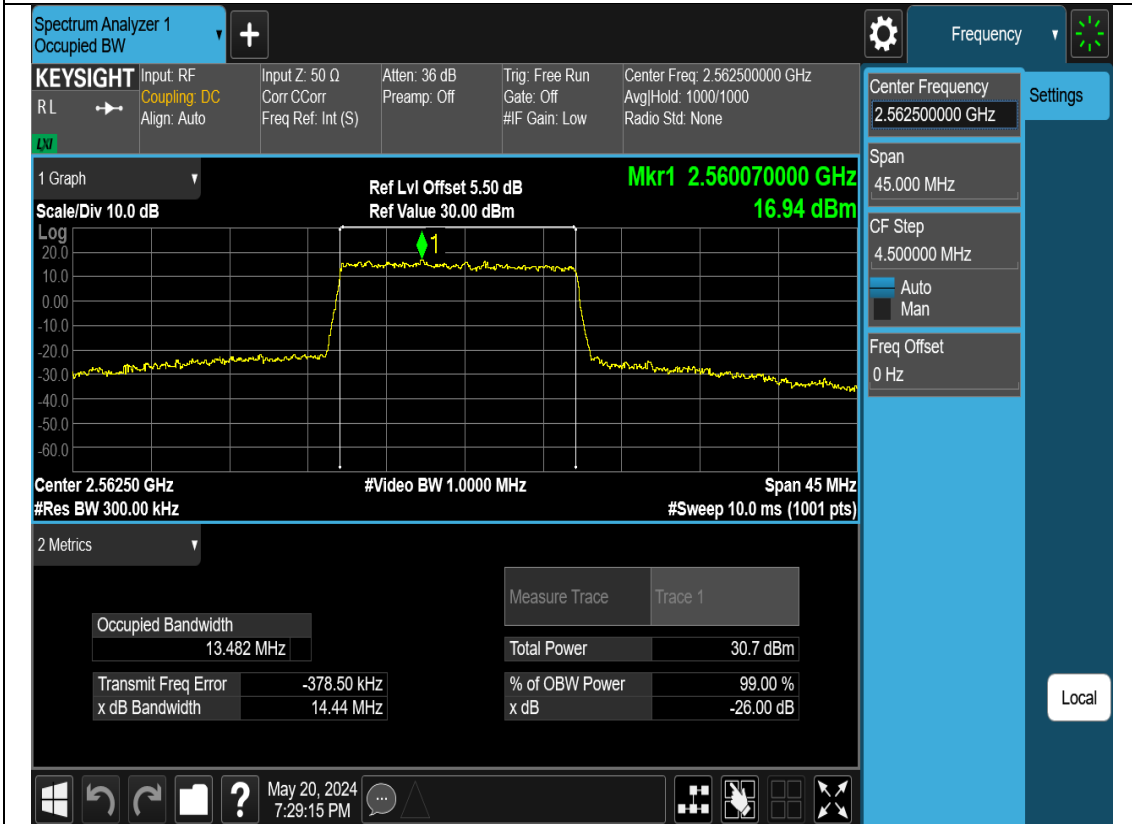 Spectrum Analyzer 1
Occupied BW
+
Frequency
KEYSIGHT
RL
LXI
Input: RF
Coupling: DC
Align: Auto
Input Z: 50 Ω
Corr CCorr
Freq Ref: Int (S)
Atten: 36 dB
Preamp: Off
Trig: Free Run
Gate: Off
#IF Gain: Low
Center Freq: 2.562500000 GHz
Avg|Hold: 1000/1000
Radio Std: None
Center Frequency
2.562500000 GHz
Settings
Span
45.000 MHz
CF Step
4.500000 MHz
Auto
Man
Freq Offset
0 Hz
1 Graph
Scale/Div 10.0 dB
Ref Lvl Offset 5.50 dB
Ref Value 30.00 dBm
Mkr1 2.560070000 GHz
16.94 dBm
Log
1
20.0
10.0
0.00
-10.0
-20.0
-30.0
-40.0
-50.0
-60.0
Center 2.56250 GHz
#Video BW 1.0000 MHz
Span 45 MHz
#Res BW 300.00 kHz
#Sweep 10.0 ms (1001 pts)
2 Metrics
Measure Trace
Trace 1
Occupied Bandwidth
13.482 MHz
Total Power
30.7 dBm
Transmit Freq Error
-378.50 kHz
% of OBW Power
99.00 %
x dB Bandwidth
14.44 MHz
x dB
-26.00 dB
Local
?
May 20, 2024
7:29:15 PM